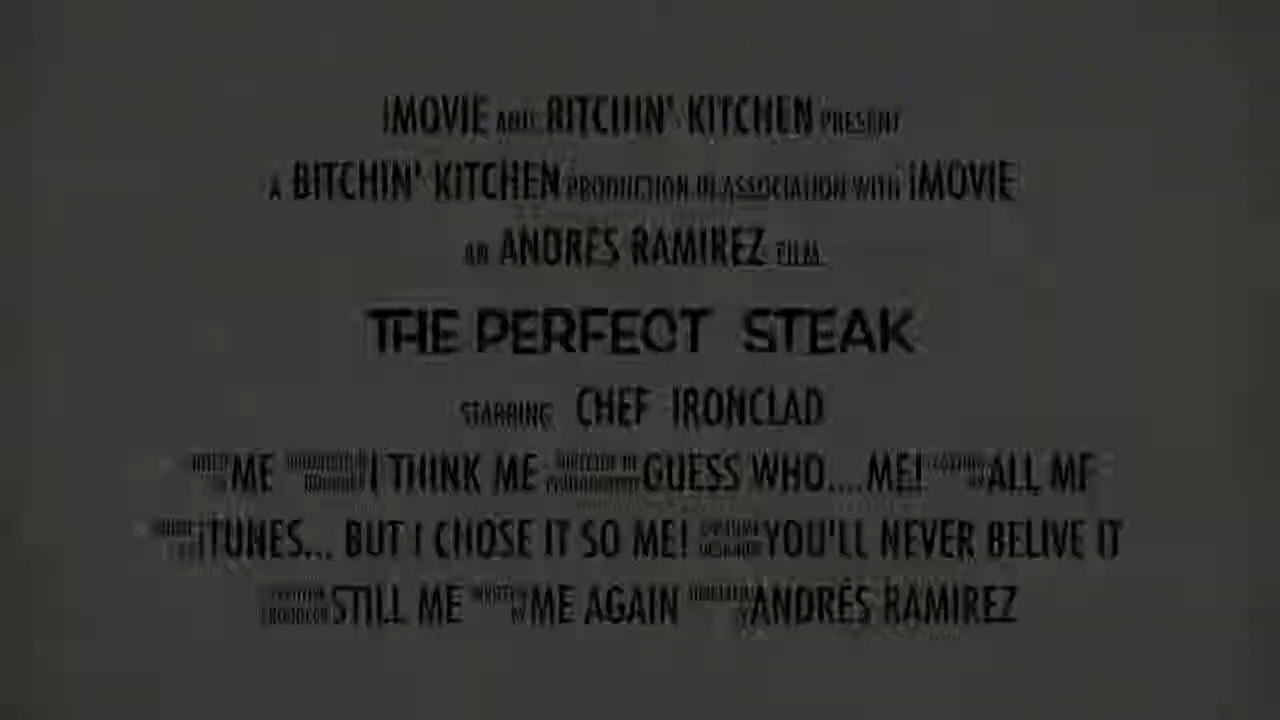 iMOVIE AND BITCHIN' KITCHEN PRESENT
A BITCHIN' KITCHEN PRODUCTION IN ASSOCIATION WITH iMOVIE
AN ANDRES RAMIREZ FILM
THE PERFECT STEAK
STARRING CHEF IRONCLAD
ME I THINK ME GUESS WHO....ME! ALL ME
iTUNES... BUT I CHOSE IT SO ME! YOU'LL NEVER BELIVE IT
STILL ME WRITTEN BY ME AGAIN ANDRES RAMIREZ